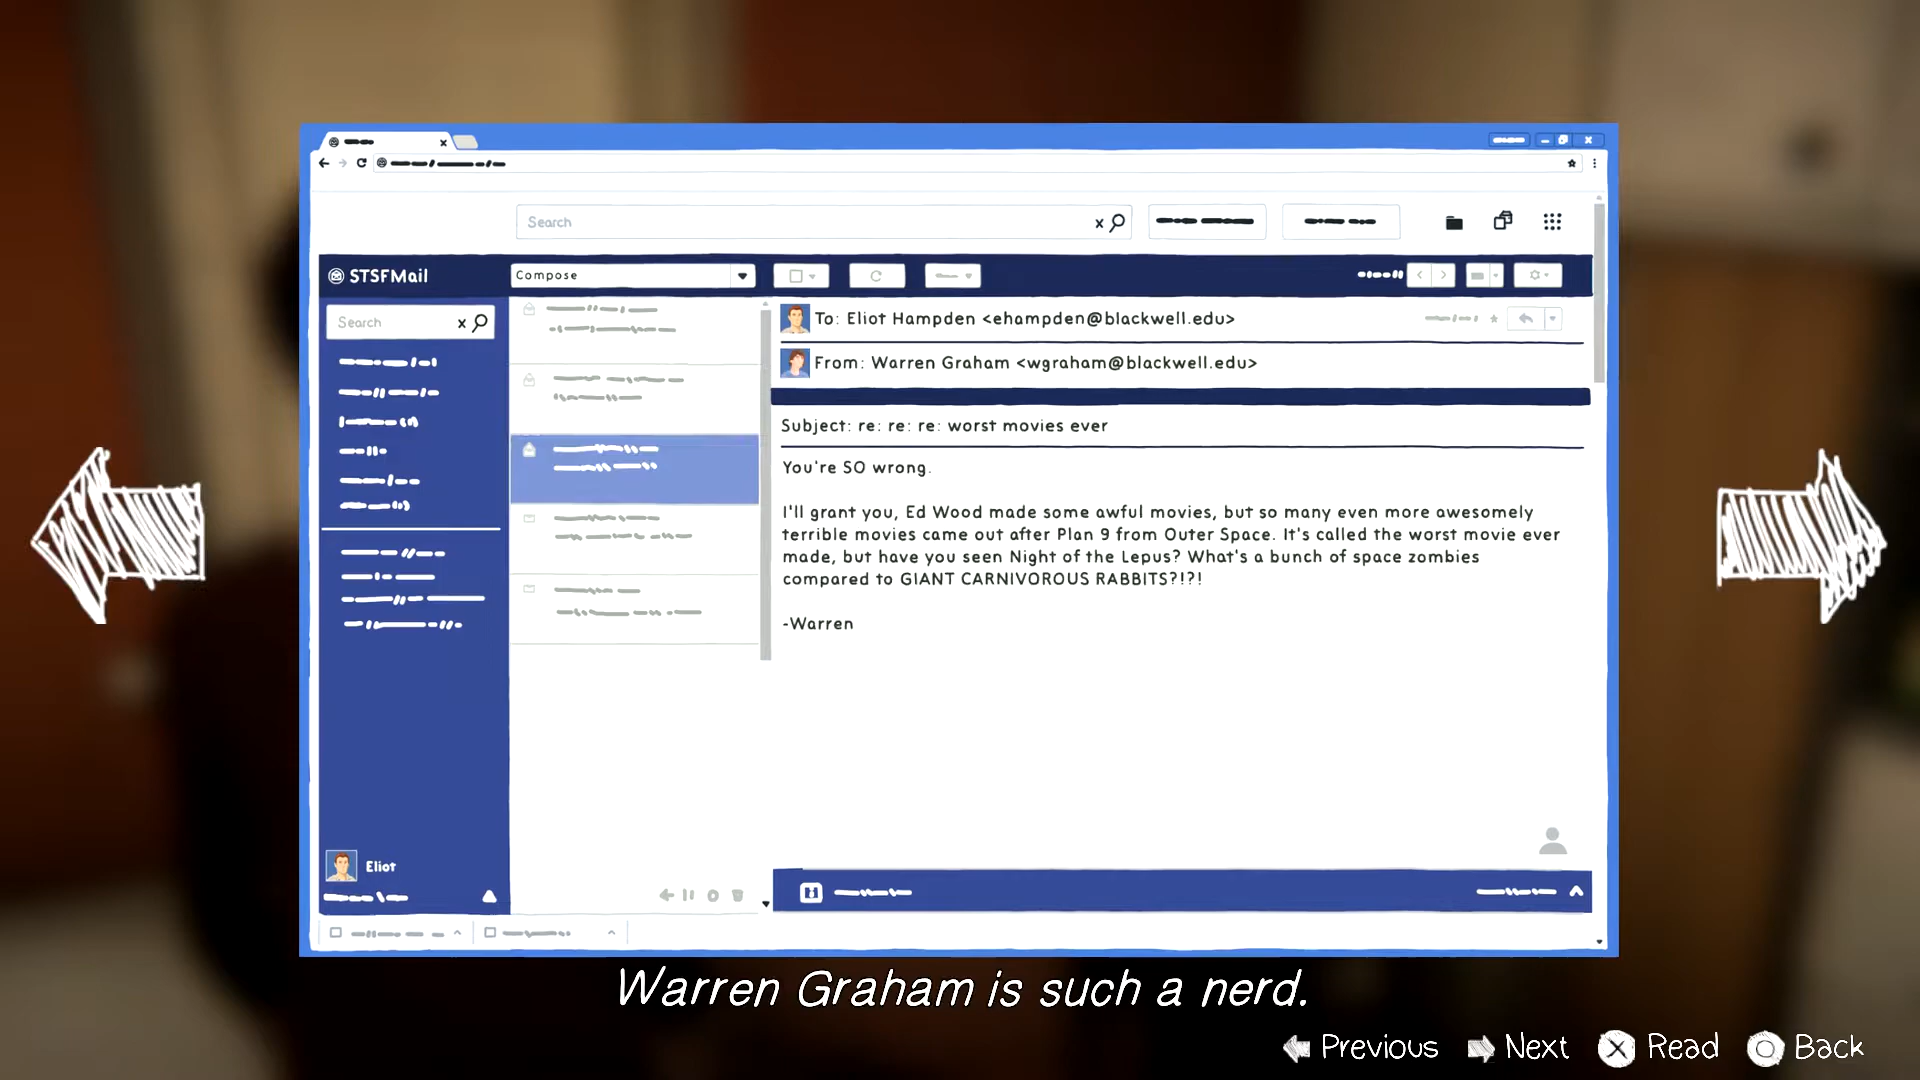 Search
STSFMail
Compose
Search
To: Eliot Hampden <ehampden@blackwell.edu>
From: Warren Graham <wgraham@blackwell.edu>
Subject: re: re: re: worst movies ever
You're SO wrong.
I'll grant you, Ed Wood made some awful movies, but so many even more awesomely
terrible movies came out after Plan 9 from Outer Space. It's called the worst movie ever
made, but have you seen Night of the Lepus? What's a bunch of space zombies
compared to GIANT CARNIVOROUS RABBITS?!?!
-Warren
Eliot
Warren Graham is such a nerd.
Previous Next Read Back